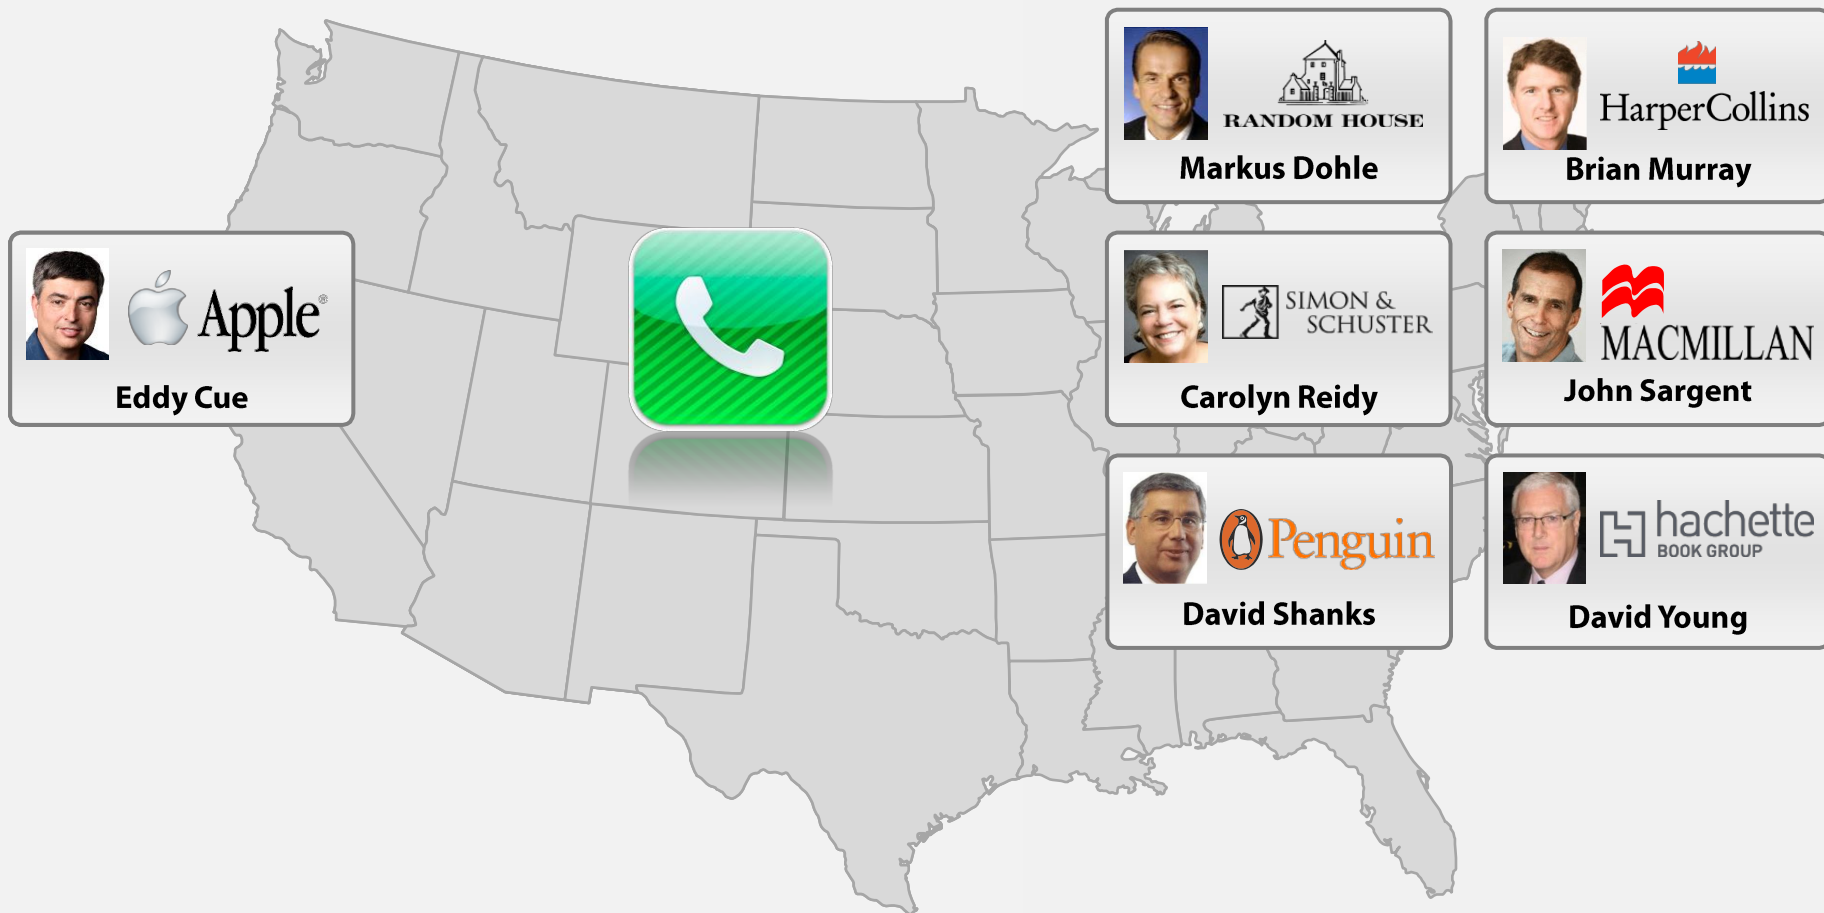 RANDOM HOUSE
Markus Dohle
HarperCollins
Brian Murray
Apple®
Eddy Cue
SIMON &
SCHUSTER
Carolyn Reidy
MACMILLAN
John Sargent
Penguin
David Shanks
hachette
BOOK GROUP
David Young